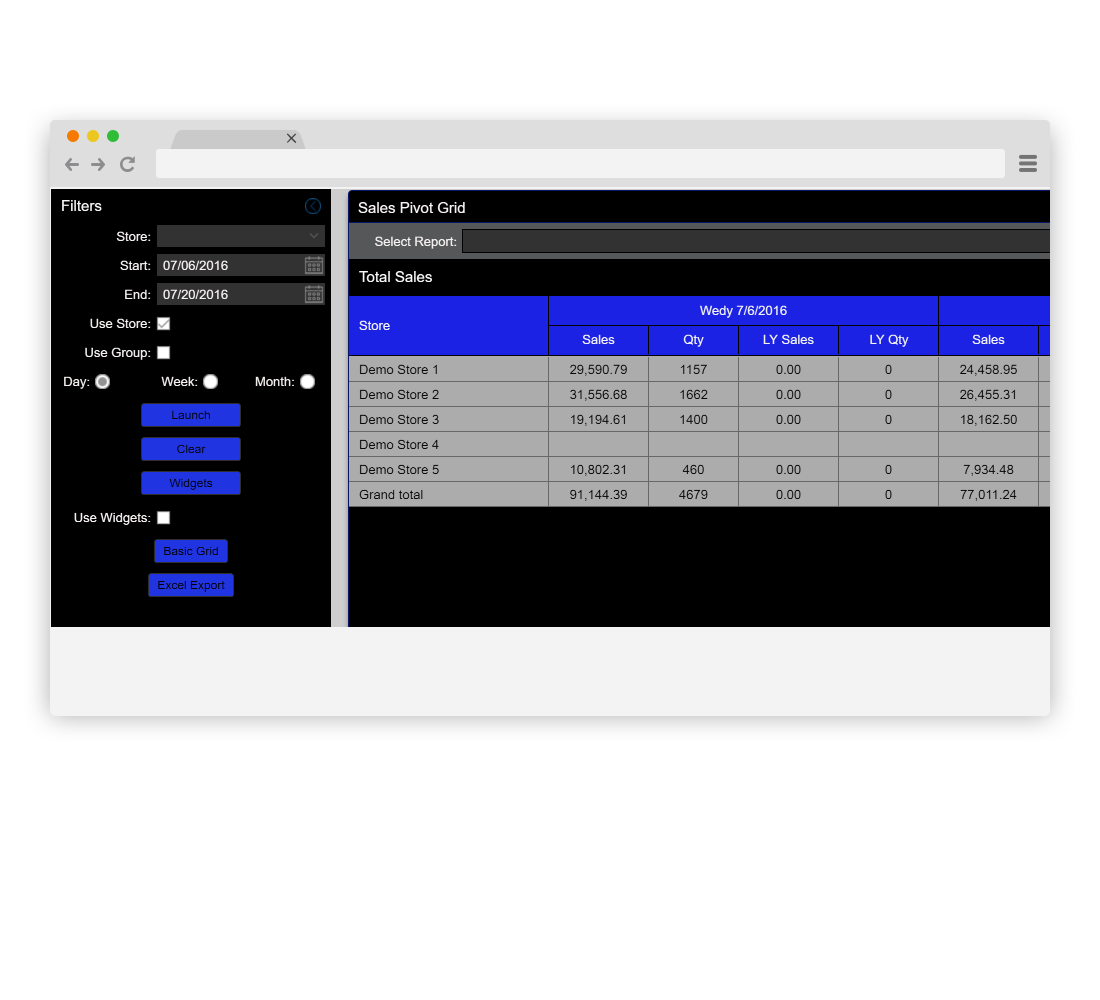 Filters
Store:
Start: 07/06/2016
End: 07/20/2016
Use Store:
Use Group:
Day: Week: Month:
Launch
Clear
Widgets
Use Widgets:
Basic Grid
Excel Export
Sales Pivot Grid
Select Report:
Total Sales
Store Wedy 7/6/2016
Sales Qty LY Sales LY Qty Sales
Demo Store 1 29,590.79 1157 0.00 0 24,458.95
Demo Store 2 31,556.68 1662 0.00 0 26,455.31
Demo Store 3 19,194.61 1400 0.00 0 18,162.50
Demo Store 4
Demo Store 5 10,802.31 460 0.00 0 7,934.48
Grand total 91,144.39 4679 0.00 0 77,011.24